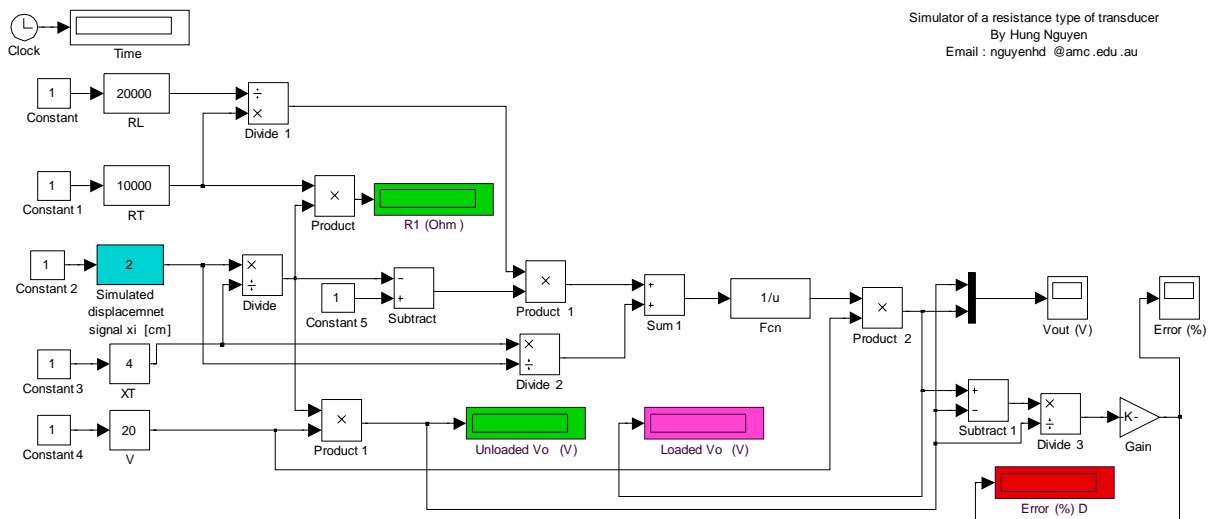 Simulator of a resistance type of transducer
By Hung Nguyen
Email : nguyenhd @amc.edu.au
Clock
Time
1
Constant
20000
RL
÷
×
Divide 1
1
Constant 1
10000
RT
×
Product
R1 (Ohm )
1
Constant 2
2
Simulated
displacemnet
signal xi [cm]
×
÷
Divide
1
Constant 5
−
+
Subtract
×
Product 1
+
+
Sum 1
1/u
Fcn
×
Product 2
Vout (V)
Error (%)
1
Constant 3
4
XT
×
÷
Divide 2
1
Constant 4
20
V
×
Product 1
Unloaded Vo (V)
Loaded Vo (V)
+
−
Subtract 1
×
÷
Divide 3
-K-
Gain
Error (%) D